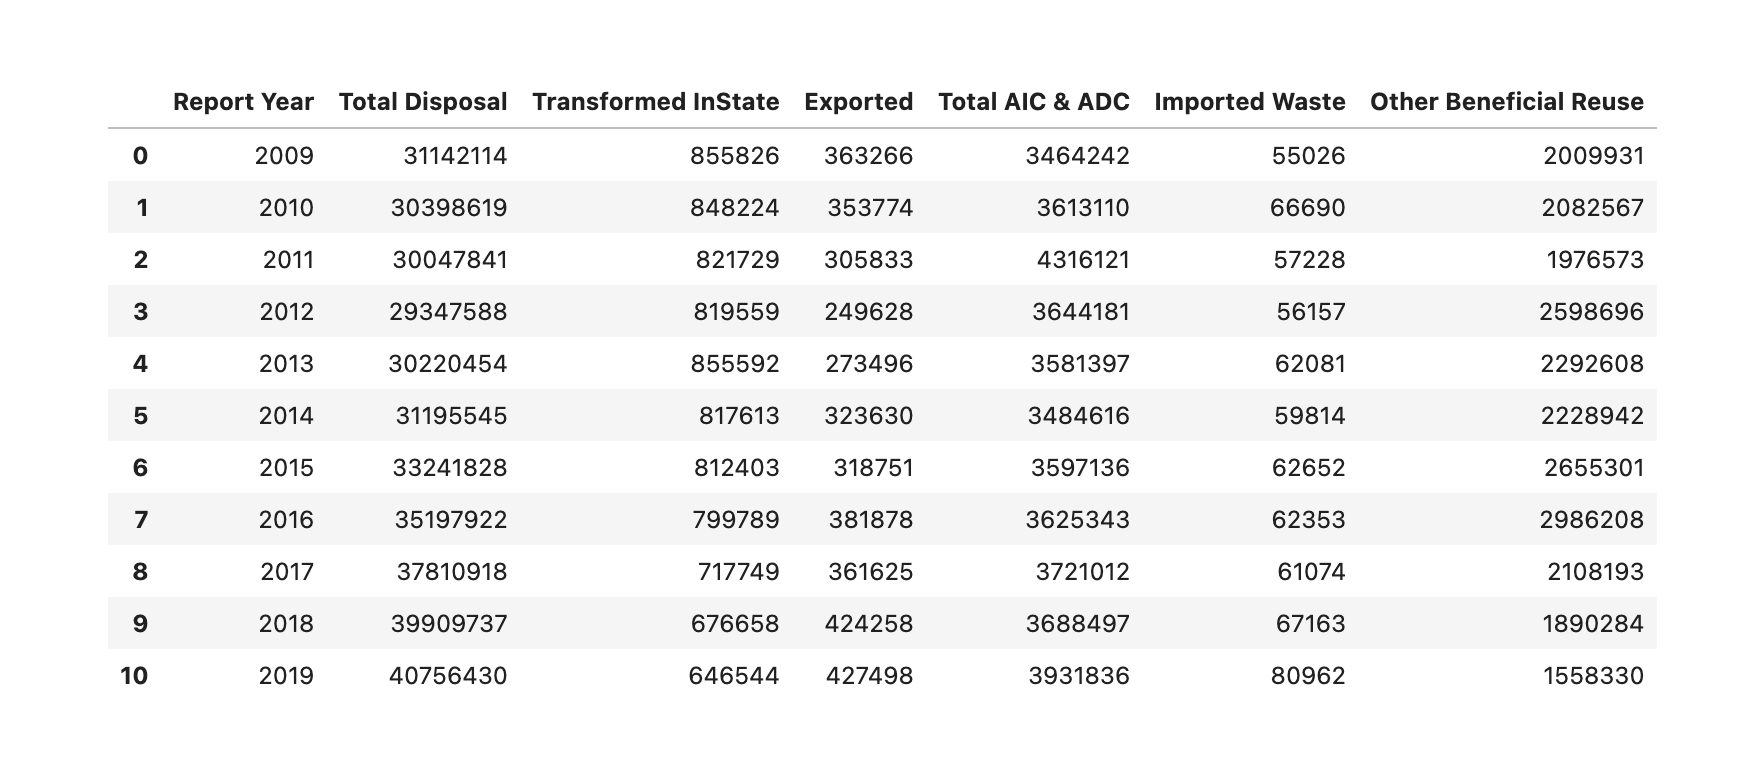 Report Year Total Disposal Transformed InState Exported Total AIC & ADC Imported Waste Other Beneficial Reuse
0 2009 31142114 855826 363266 3464242 55026 2009931
1 2010 30398619 848224 353774 3613110 66690 2082567
2 2011 30047841 821729 305833 4316121 57228 1976573
3 2012 29347588 819559 249628 3644181 56157 2598696
4 2013 30220454 855592 273496 3581397 62081 2292608
5 2014 31195545 817613 323630 3484616 59814 2228942
6 2015 33241828 812403 318751 3597136 62652 2655301
7 2016 35197922 799789 381878 3625343 62353 2986208
8 2017 37810918 717749 361625 3721012 61074 2108193
9 2018 39909737 676658 424258 3688497 67163 1890284
10 2019 40756430 646544 427498 3931836 80962 1558330